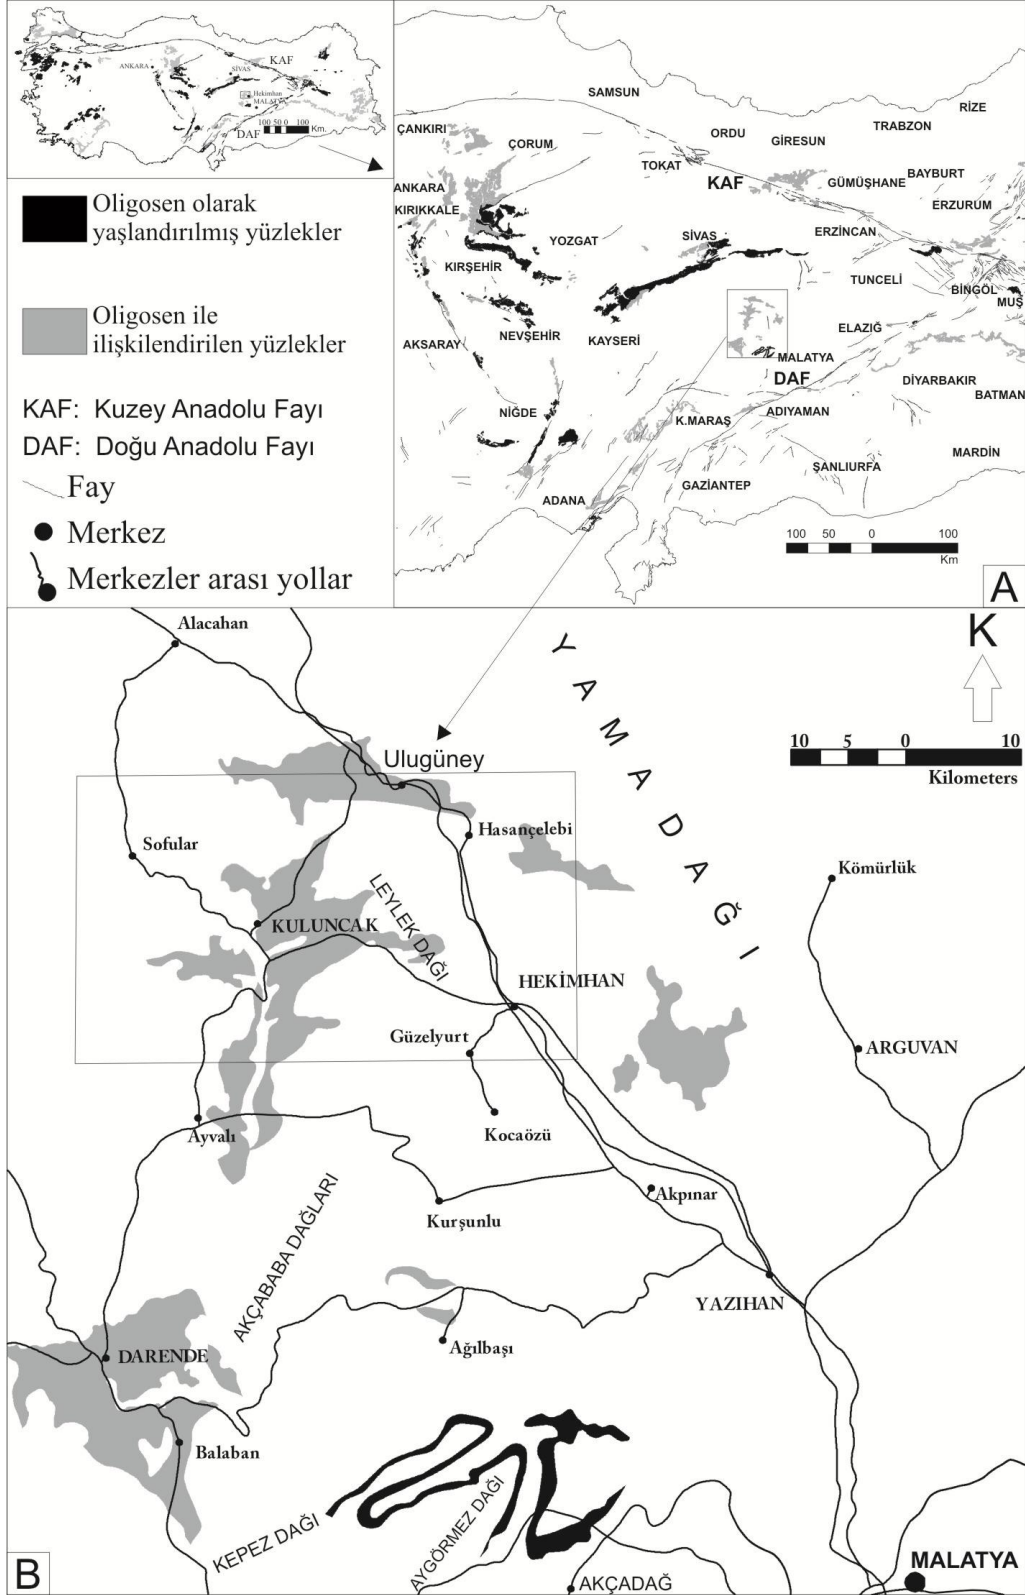 ANKARA
SİVAS
KAF
Hekimhan
MALATYA
DAF
100 50 0 100
Km.
Oligosen olarak
yaşlandırılmış yüzlekler
Oligosen ile
ilişkilendirilen yüzlekler
KAF: Kuzey Anadolu Fayı
DAF: Doğu Anadolu Fayı
Fay
Merkez
Merkezler arası yollar
SAMSUN
RİZE
TRABZON
ORDU
GİRESUN
ÇANKIRI
ÇORUM
TOKAT
KAF
GÜMÜŞHANE
BAYBURT
ANKARA
KIRIKKALE
ERZURUM
YOZGAT
SİVAS
ERZİNCAN
KIRŞEHİR
TUNCELİ
BİNGÖL
MUŞ
NEVŞEHİR
KAYSERİ
AKSARAY
ELAZIĞ
MALATYA
DAF
DİYARBAKIR
BATMAN
NİĞDE
K.MARAŞ
ADIYAMAN
MARDİN
ŞANLIURFA
GAZİANTEP
ADANA
100 50 0 100
Km
A
Alacahan
YAMADAĞI
K
10 5 0 10
Kilometers
Ulugüney
Hasançelebi
Sofular
Kömürlük
LEYLEK DAĞI
KULUNCAK
HEKİMHAN
Güzelyurt
ARGUVAN
Ayvalı
Kocaözü
Akpınar
Kurşunlu
AKÇABABA DAĞLARI
YAZIHAN
DARENDE
Ağılbaşı
Balaban
KEPEZ DAĞI
AYGÖRMEZ DAĞI
AKÇADAĞ
MALATYA
B